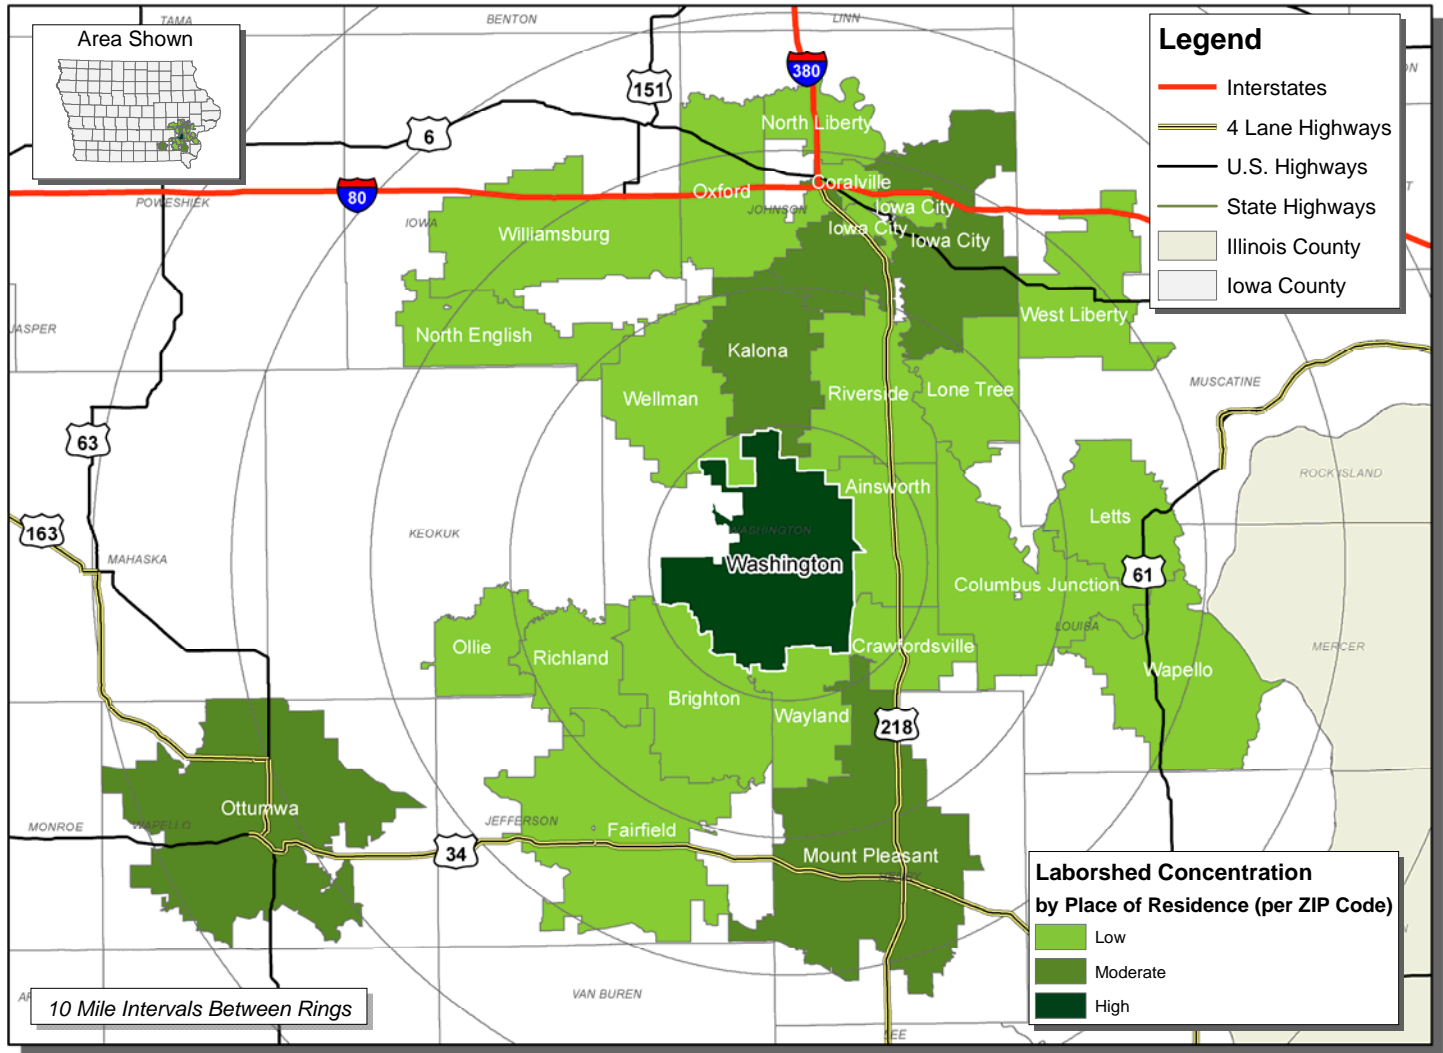 Area Shown
TAMA
BENTON
LINN
Legend
Interstates
4 Lane Highways
U.S. Highways
State Highways
Illinois County
Iowa County
380
151
6
80
North Liberty
Coralville
Oxford
POWESHIEK
IOWA
JOHNSON
Iowa City
Iowa City
Iowa City
Williamsburg
North English
West Liberty
JASPER
Kalona
MUSCATINE
Wellman
Riverside
Lone Tree
63
ROCK ISLAND
Ainsworth
Letts
163
KEOKUK
WASHINGTON
MAHASKA
Washington
61
Columbus Junction
LOUISA
Ollie
Richland
Crawfordsville
MERCER
Wapello
Brighton
Wayland
218
Ottumwa
MONROE
WAPELLO
JEFFERSON
Fairfield
34
Mount Pleasant
HENRY
Laborshed Concentration
by Place of Residence (per ZIP Code)
Low
Moderate
High
VAN BUREN
10 Mile Intervals Between Rings